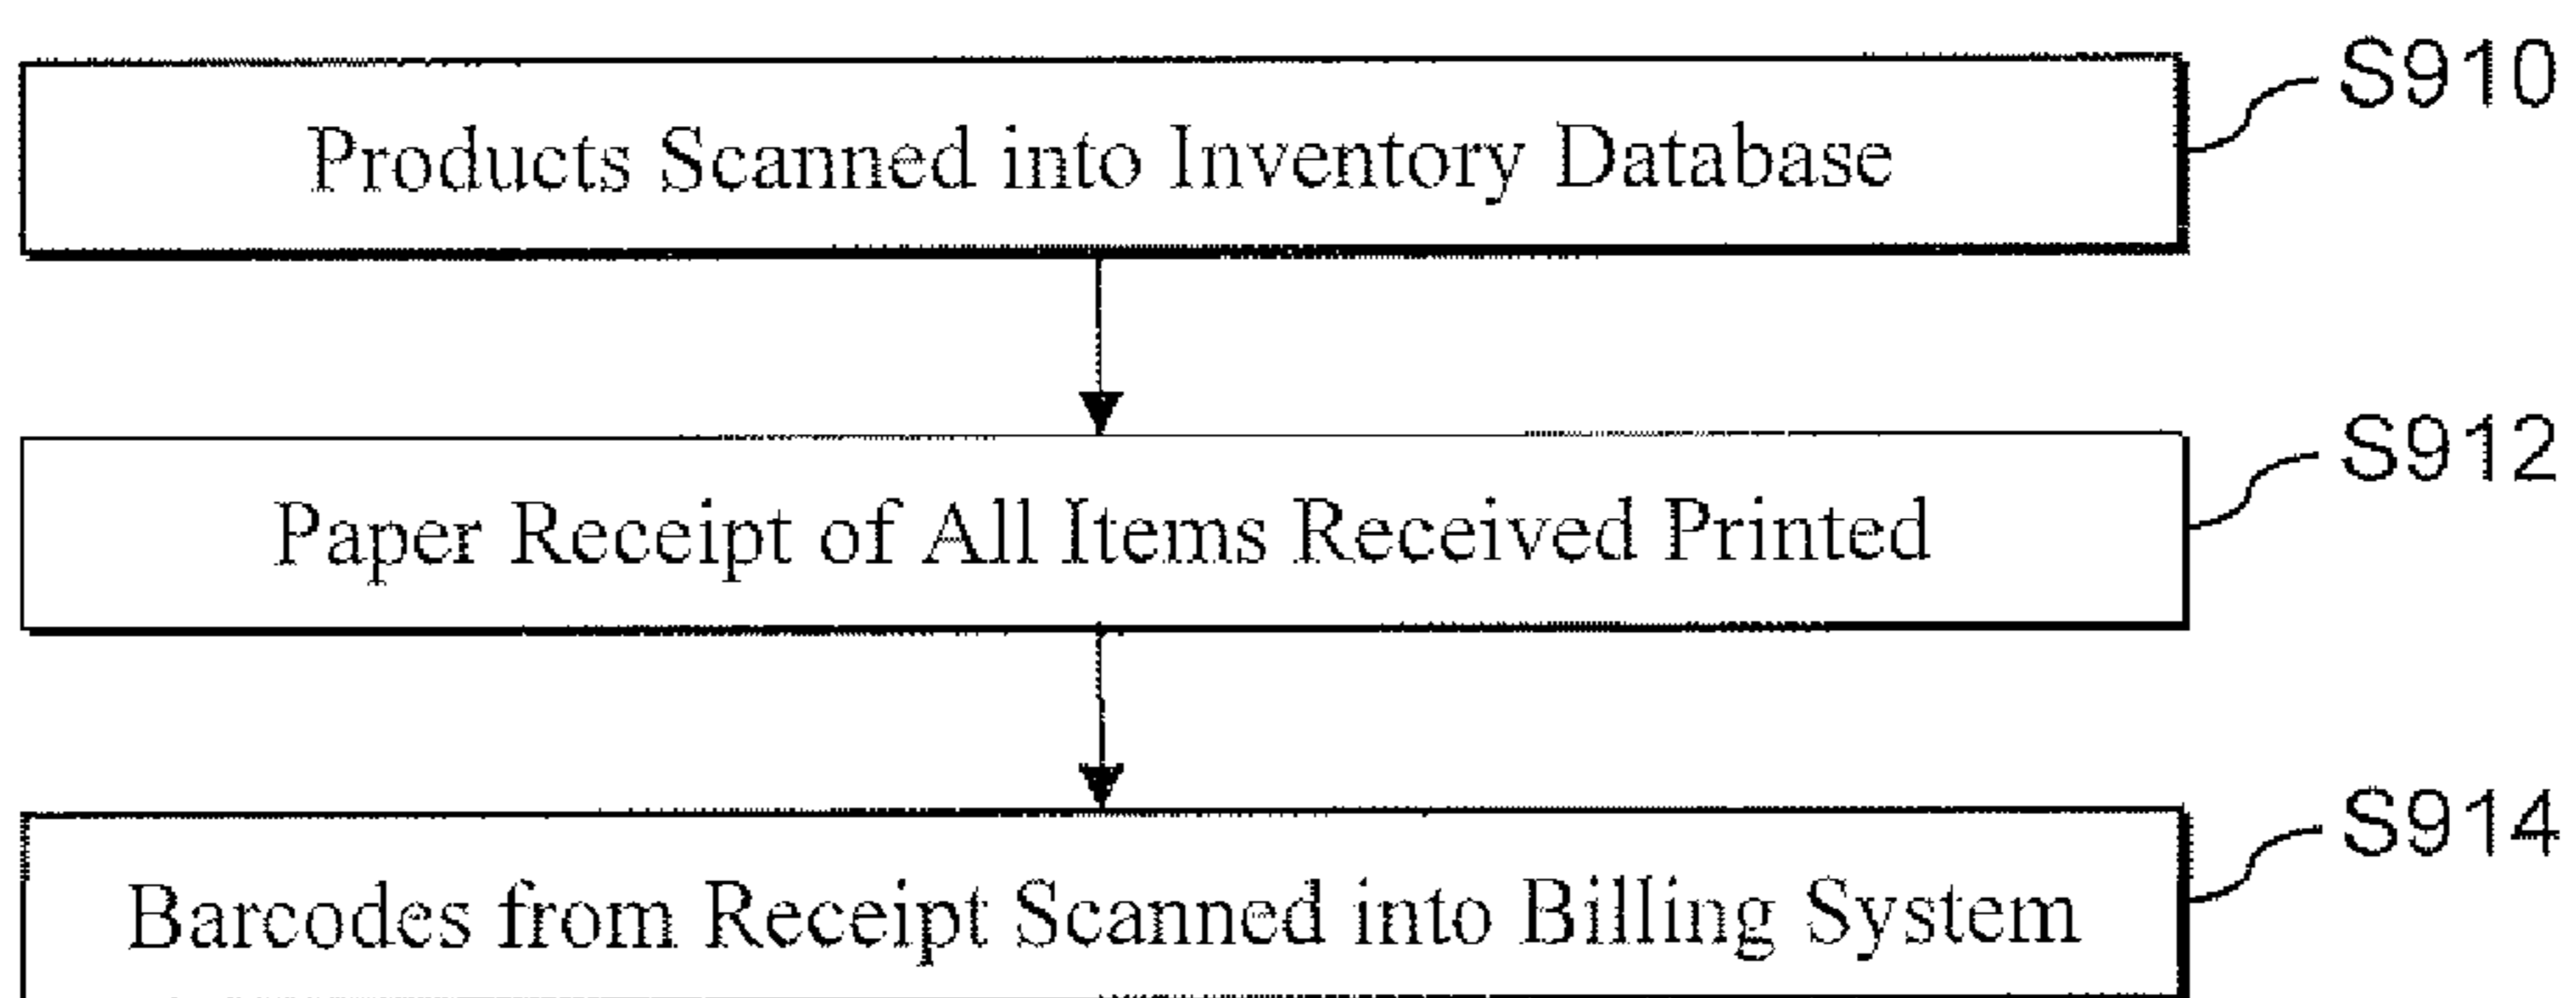 S910
Products Scanned into Inventory Database
S912
Paper Receipt of All Items Received Printed
S914
Barcodes from Receipt Scanned into Billing System